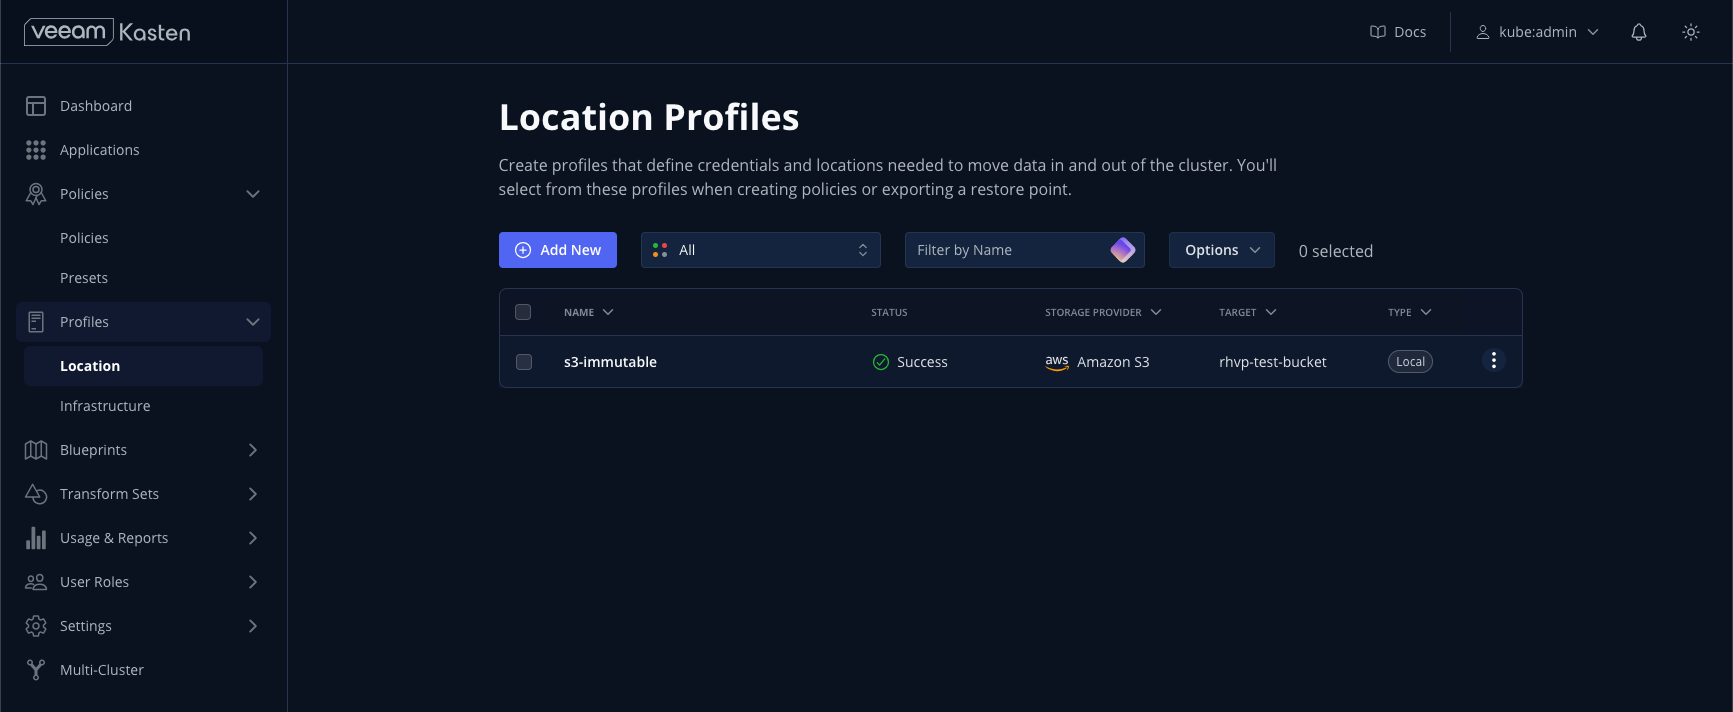 veeam Kasten
Docs
kube:admin
Dashboard
Applications
Policies
Policies
Presets
Profiles
Location
Infrastructure
Blueprints
Transform Sets
Usage & Reports
User Roles
Settings
Multi-Cluster
Location Profiles
Create profiles that define credentials and locations needed to move data in and out of the cluster. You'll
select from these profiles when creating policies or exporting a restore point.
Add New
All
Filter by Name
Options
0 selected
NAME STATUS STORAGE PROVIDER TARGET TYPE
s3-immutable Success aws Amazon S3 rhvp-test-bucket Local